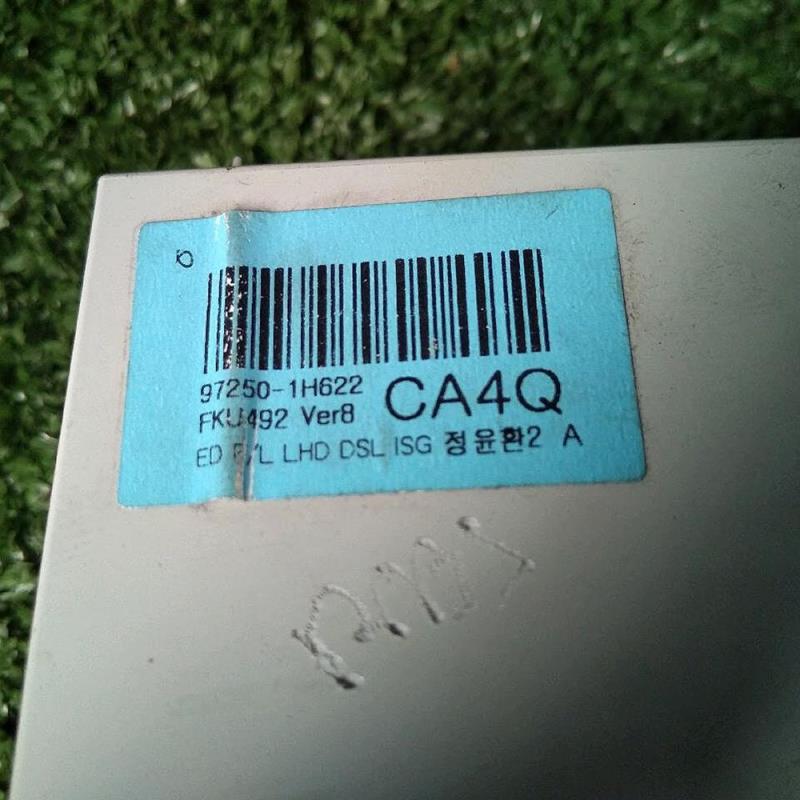 97250-1H622
CA4Q
FKU492 Ver8
ED F/L LHD DSL ISG 정윤환2 A